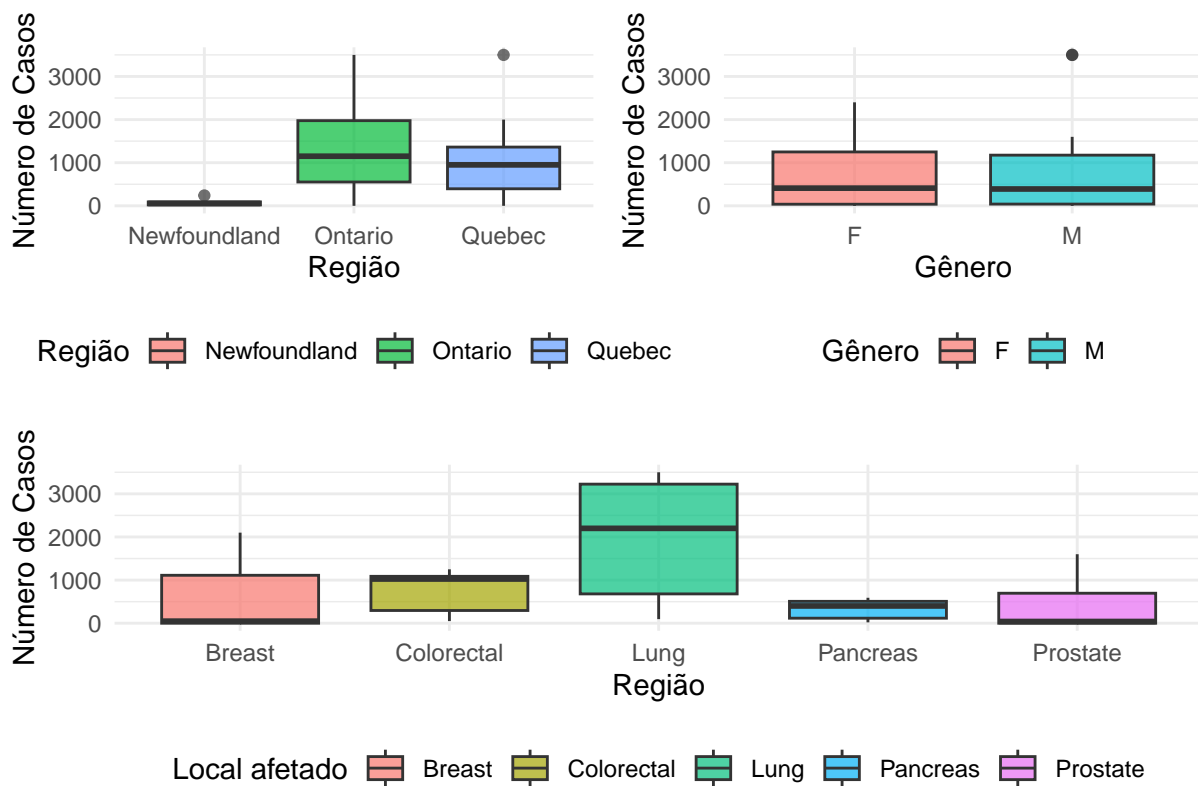 Número de Casos
3000
2000
1000
0
Newfoundland Ontario Quebec
Região
Região Newfoundland Ontario Quebec
Número de Casos
3000
2000
1000
0
F M
Gênero
Gênero F M
Número de Casos
3000
2000
1000
0
Breast Colorectal Lung Pancreas Prostate
Região
Local afetado Breast Colorectal Lung Pancreas Prostate